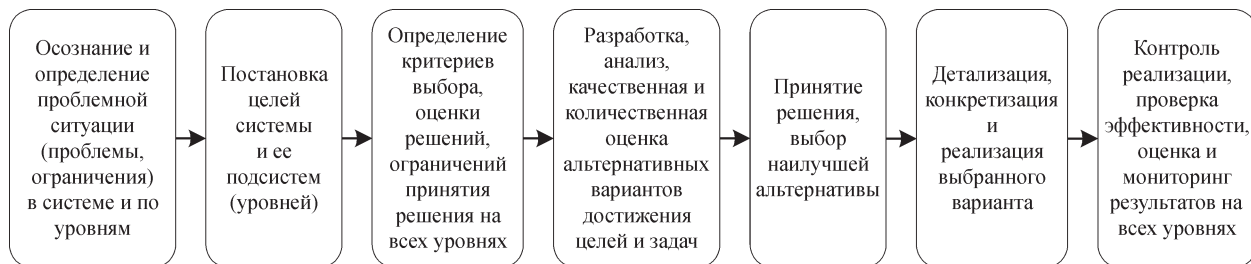 Осознание и
определение
проблемной
ситуации
(проблемы,
ограничения)
в системе и по
уровням
Постановка
целей
системы
и ее
подсистем
(уровней)
Определение
критериев
выбора,
оценки
решений,
ограничений
принятия
решения на
всех уровнях
Разработка,
анализ,
качественная и
количественная
оценка
альтернативных
вариантов
достижения
целей и задач
Принятие
решения,
выбор
наилучшей
альтернативы
Детализация,
конкретизация
и
реализация
выбранного
варианта
Контроль
реализации,
проверка
эффективности,
оценка и
мониторинг
результатов на
всех уровнях